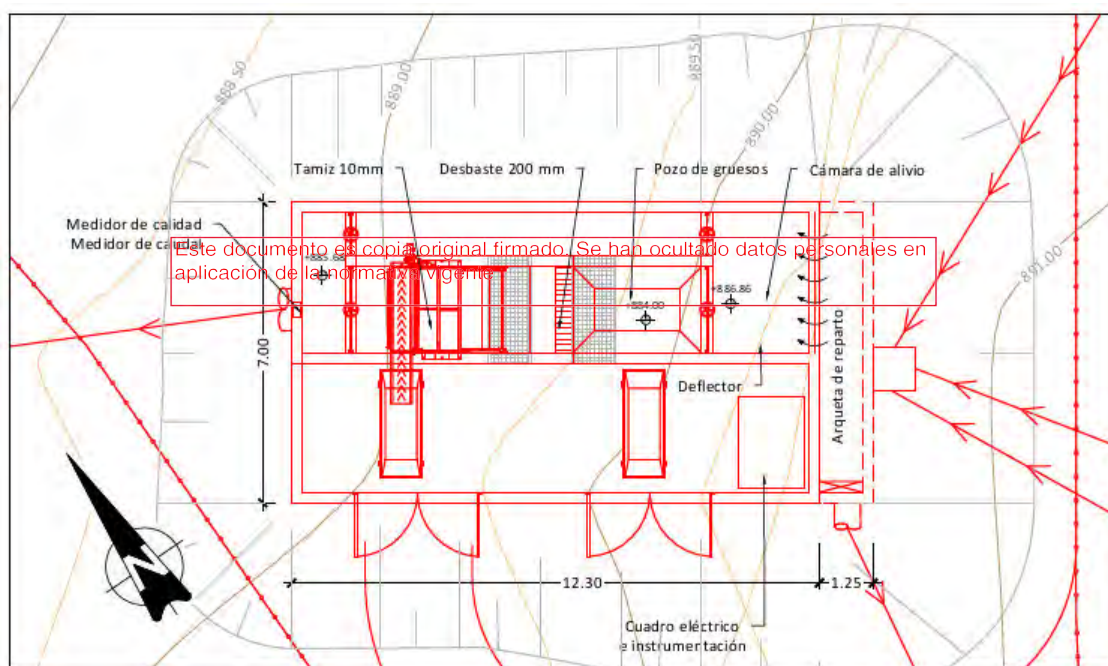 888.50
889.00
889.50
890.00
891.00
Tamiz 10mm
Desbaste 200 mm
Pozo de gruesos
Cámara de alivio
Medidor de calidad
Medidor de caudal
Este documento es copia original firmado. Se han ocultado datos personales en
aplicación de la normativa vigente
+885.68
+884.00
+886.86
7.00
Deflector
Arqueta de reparto
N
12.30
1.25
Cuadro eléctrico
e instrumentación